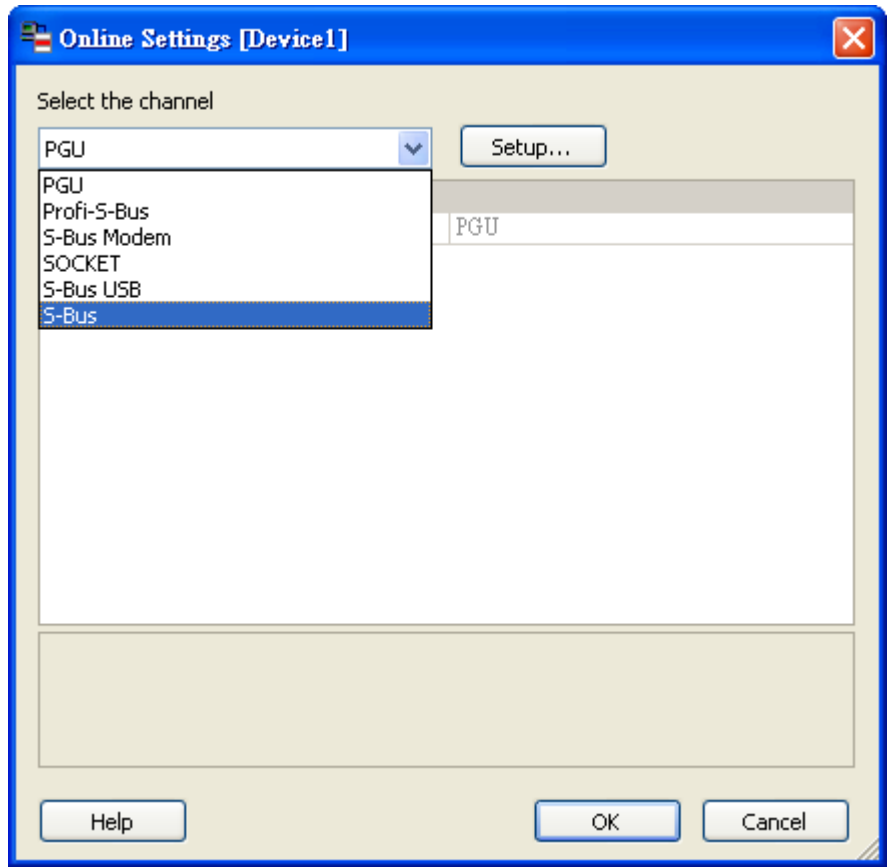 Online Settings [Device1]
Select the channel
PGU
Setup...
PGU
Profi-S-Bus
S-Bus Modem
SOCKET
S-Bus USB
S-Bus
PGU
Help
OK
Cancel